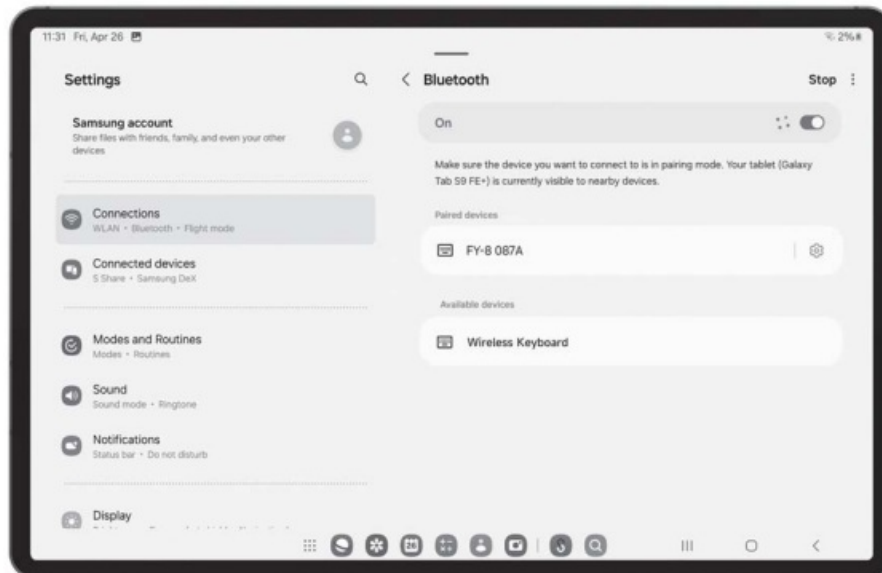 11:31 Fri, Apr 26
2%
Settings
Samsung account
Share files with friends, family, and even your other
devices
Connections
WLAN • Bluetooth • Flight mode
Connected devices
S Share • Samsung DeX
Modes and Routines
Modes • Routines
Sound
Sound mode • Ringtone
Notifications
Status bar • Do not disturb
Display
Bluetooth
Stop
On
Make sure the device you want to connect to is in pairing mode. Your tablet (Galaxy
Tab S9 FE+) is currently visible to nearby devices.
Paired devices
FY-8 087A
Available devices
Wireless Keyboard
26